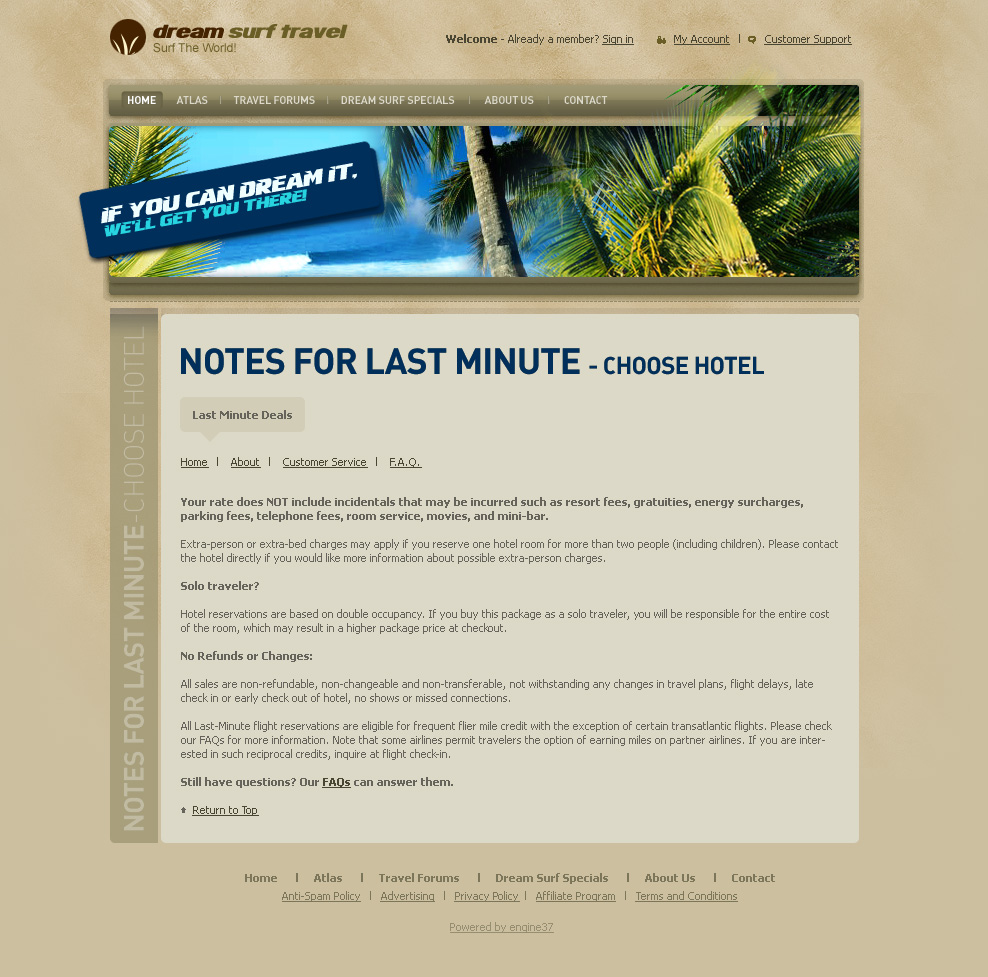 dream surf travel
Surf The World!
Welcome - Already a member? Sign in
My Account | Customer Support
HOME | ATLAS | TRAVEL FORUMS | DREAM SURF SPECIALS | ABOUT US | CONTACT
IF YOU CAN DREAM IT.
WE'LL GET YOU THERE!
NOTES FOR LAST MINUTE-CHOOSE HOTEL
NOTES FOR LAST MINUTE - CHOOSE HOTEL
Last Minute Deals
Home | About | Customer Service | F.A.Q.
Your rate does NOT include incidentals that may be incurred such as resort fees, gratuities, energy surcharges,
parking fees, telephone fees, room service, movies, and mini-bar.
Extra-person or extra-bed charges may apply if you reserve one hotel room for more than two people (including children). Please contact
the hotel directly if you would like more information about possible extra-person charges.
Solo traveler?
Hotel reservations are based on double occupancy. If you buy this package as a solo traveler, you will be responsible for the entire cost
of the room, which may result in a higher package price at checkout.
No Refunds or Changes:
All sales are non-refundable, non-changeable and non-transferable, not withstanding any changes in travel plans, flight delays, late
check in or early check out of hotel, no shows or missed connections.
All Last-Minute flight reservations are eligible for frequent flier mile credit with the exception of certain transatlantic flights. Please check
our FAQs for more information. Note that some airlines permit travelers the option of earning miles on partner airlines. If you are inter-
ested in such reciprocal credits, inquire at flight check-in.
Still have questions? Our FAQs can answer them.
Return to Top
Home | Atlas | Travel Forums | Dream Surf Specials | About Us | Contact
Anti-Spam Policy | Advertising | Privacy Policy | Affiliate Program | Terms and Conditions
Powered by engine37